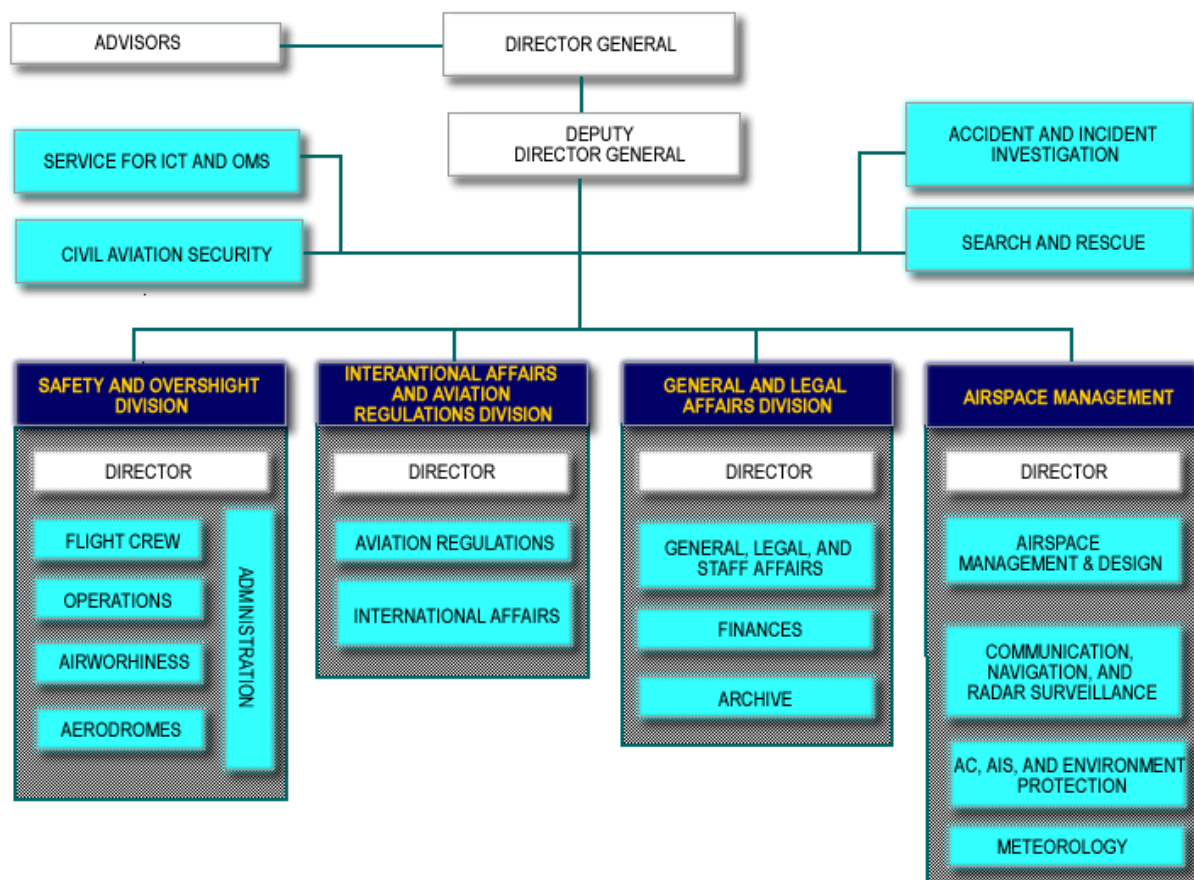 ADVISORS
DIRECTOR GENERAL
DEPUTY
DIRECTOR GENERAL
SERVICE FOR ICT AND OMS
ACCIDENT AND INCIDENT
INVESTIGATION
CIVIL AVIATION SECURITY
SEARCH AND RESCUE
SAFETY AND OVERSHIGHT
DIVISION
DIRECTOR
FLIGHT CREW
OPERATIONS
AIRWORHINESS
AERODROMES
ADMINISTRATION
INTERANTIONAL AFFAIRS
AND AVIATION
REGULATIONS DIVISION
DIRECTOR
AVIATION REGULATIONS
INTERNATIONAL AFFAIRS
GENERAL AND LEGAL
AFFAIRS DIVISION
DIRECTOR
GENERAL, LEGAL, AND
STAFF AFFAIRS
FINANCES
ARCHIVE
AIRSPACE MANAGEMENT
DIRECTOR
AIRSPACE
MANAGEMENT & DESIGN
COMMUNICATION,
NAVIGATION, AND
RADAR SURVEILLANCE
AC, AIS, AND ENVIRONMENT
PROTECTION
METEOROLOGY